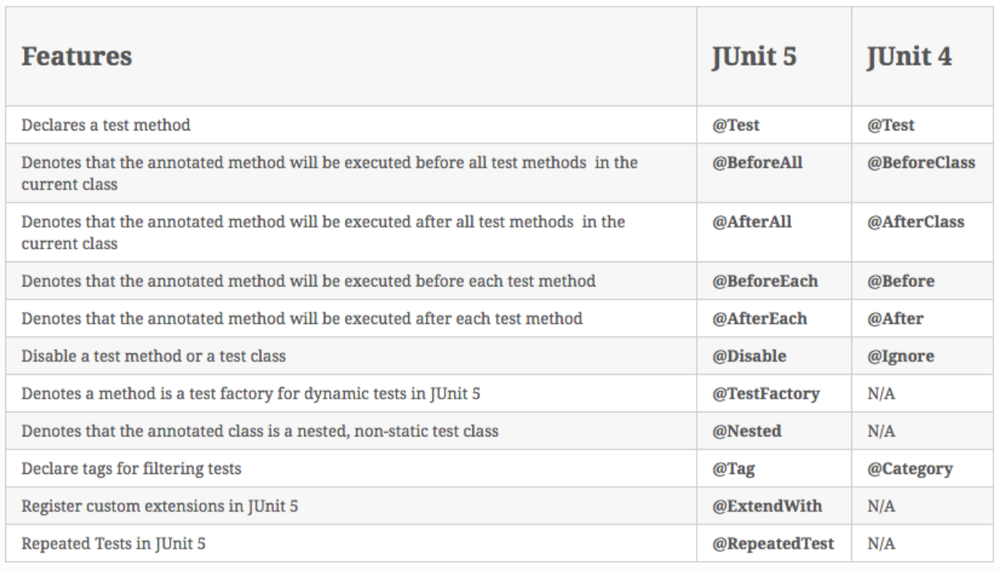 Features JUnit 5 JUnit 4
Declares a test method @Test @Test
Denotes that the annotated method will be executed before all test methods  in the @BeforeAll @BeforeClass
current class
Denotes that the annotated method will be executed after all test methods  in the @AfterAll @AfterClass
current class
Denotes that the annotated method will be executed before each test method @BeforeEach @Before
Denotes that the annotated method will be executed after each test method @AfterEach @After
Disable a test method or a test class @Disable @Ignore
Denotes a method is a test factory for dynamic tests in JUnit 5 @TestFactory N/A
Denotes that the annotated class is a nested, non-static test class @Nested N/A
Declare tags for filtering tests @Tag @Category
Register custom extensions in JUnit 5 @ExtendWith N/A
Repeated Tests in JUnit 5 @RepeatedTest N/A